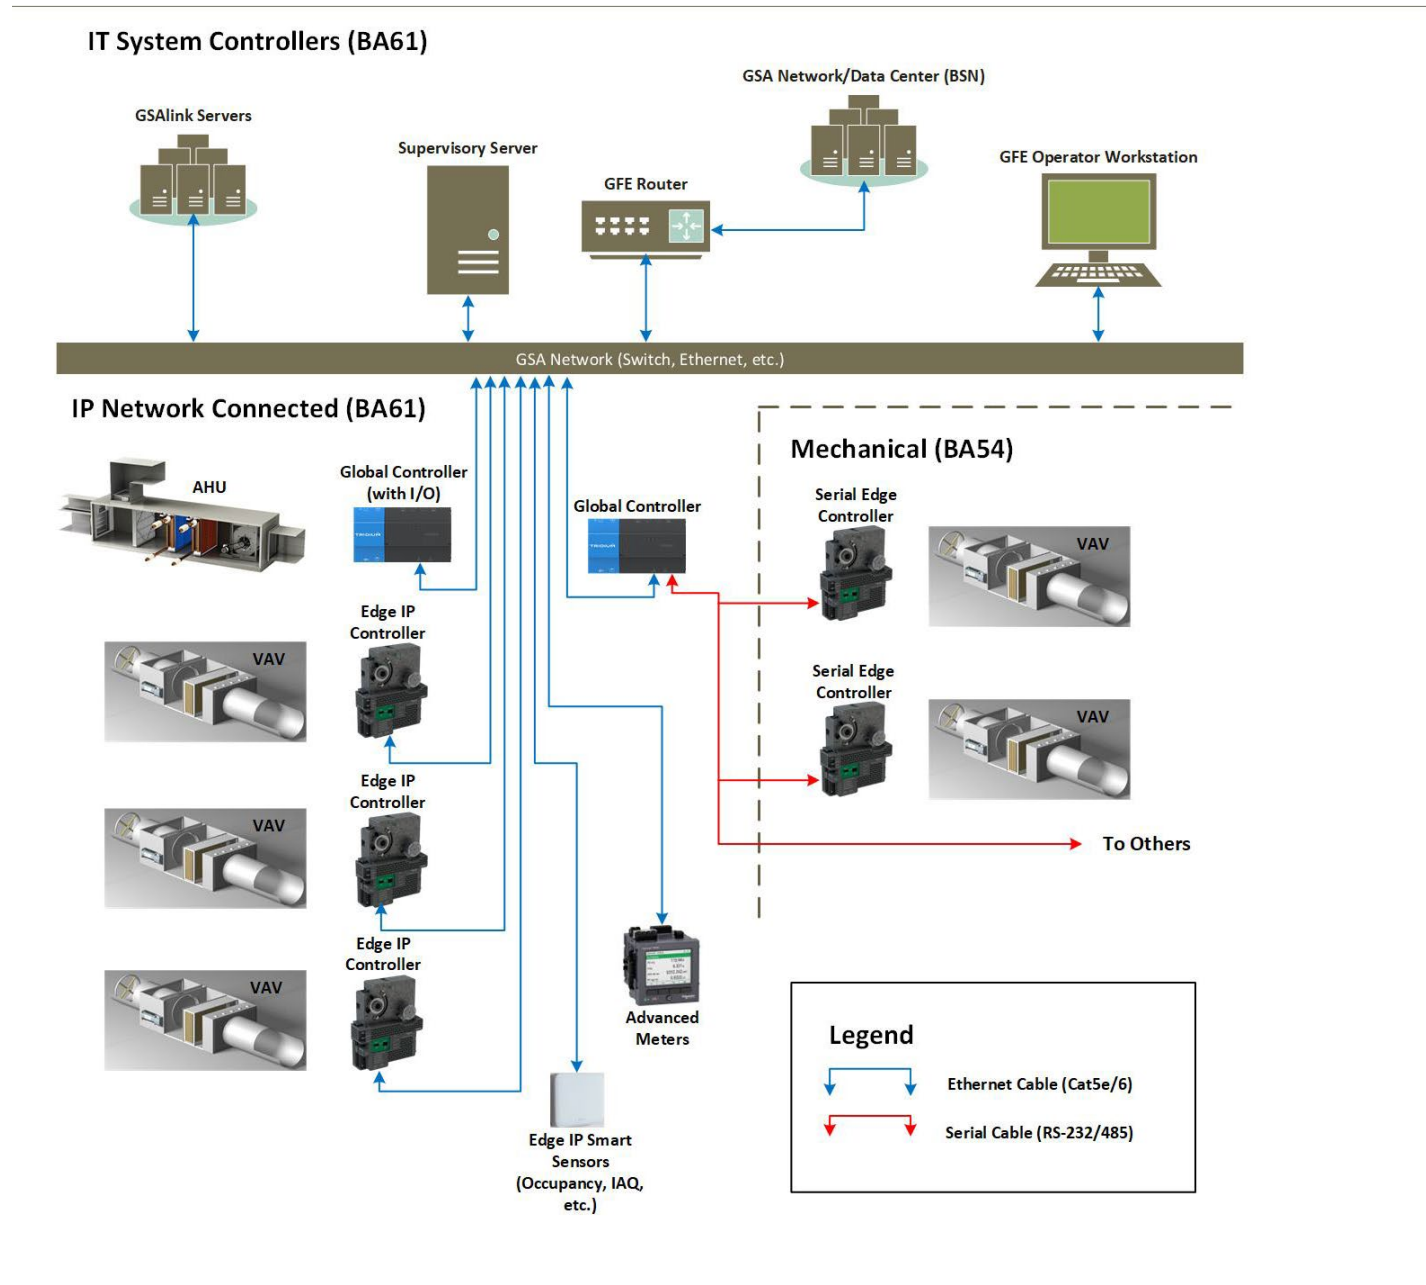 IT System Controllers (BA61)
GSA Network/Data Center (BSN)
GSAlink Servers
Supervisory Server
GFE Operator Workstation
GFE Router
GSA Network (Switch, Ethernet, etc.)
IP Network Connected (BA61)
Mechanical (BA54)
AHU
Global Controller
(with I/O)
TRIDIUM
Global Controller
TRIDIUM
Serial Edge
Controller
VAV
Edge IP
Controller
VAV
Serial Edge
Controller
VAV
Edge IP
Controller
VAV
To Others
Edge IP
Controller
VAV
Advanced
Meters
Edge IP Smart
Sensors
(Occupancy, IAQ,
etc.)
Legend
Ethernet Cable (Cat5e/6)
Serial Cable (RS-232/485)